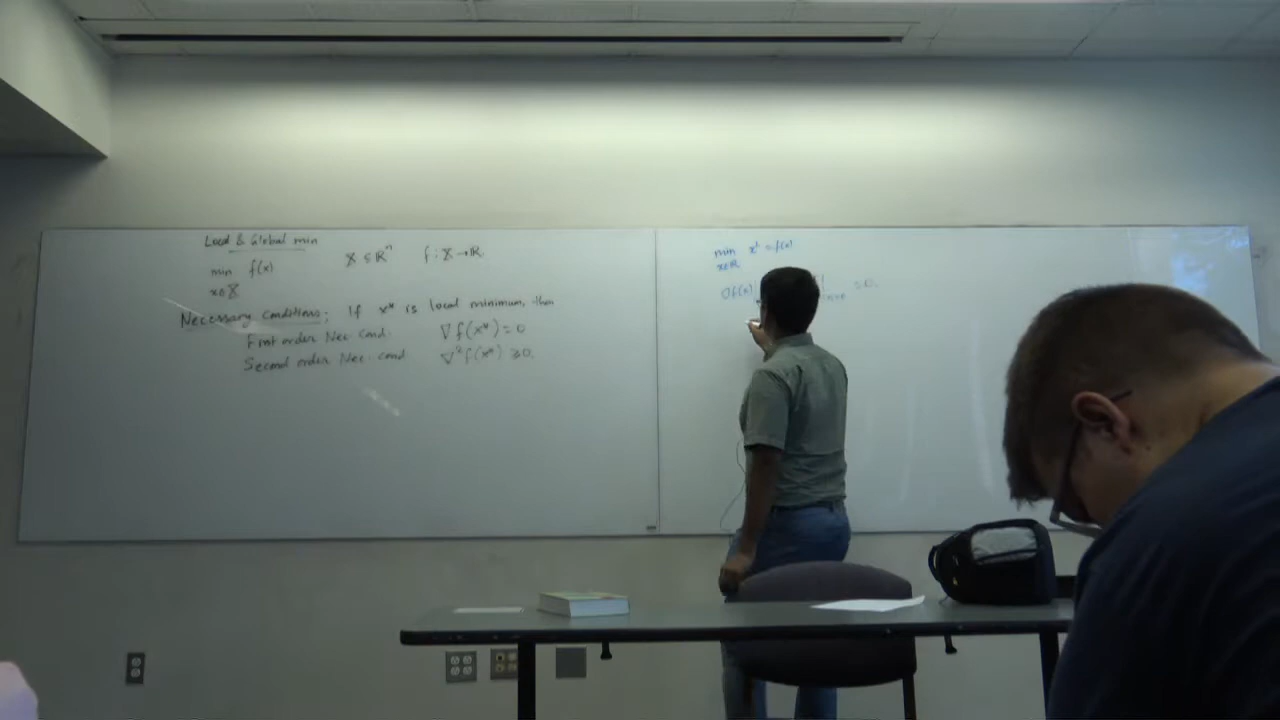 Local & Global min
min f(x) X ⊆ ℝⁿ f : X → ℝ
x∈X
Necessary Conditions: If x* is local minimum, then
First order Nec Cond. ∇f(x*) = 0
Second order Nec. cond ∇²f(x*) ≥ 0.
min x² = f(x)
x∈ℝ
∇f(x)| = 0.